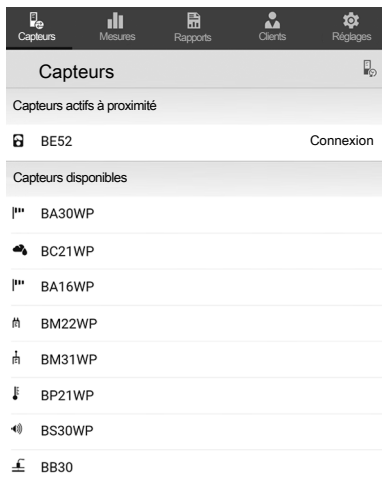 Capteurs Mesures Rapports Clients Réglages
Capteurs
Capteurs actifs à proximité
BE52 Connexion
Capteurs disponibles
BA30WP
BC21WP
BA16WP
BM22WP
BM31WP
BP21WP
BS30WP
BB30